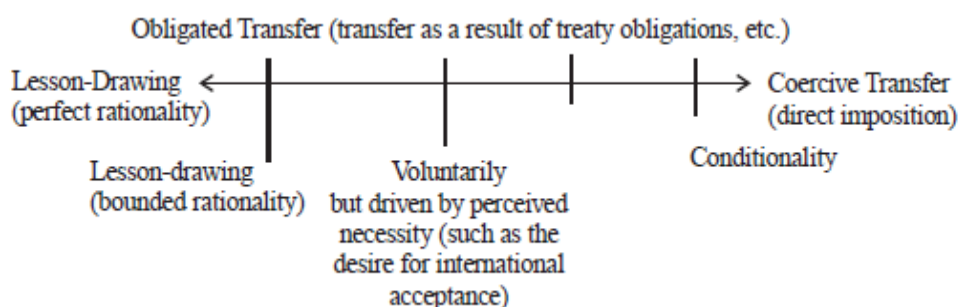 Obligated Transfer (transfer as a result of treaty obligations, etc.)
Lesson-Drawing
(perfect rationality)
Coercive Transfer
(direct imposition)
Lesson-drawing
(bounded rationality)
Voluntarily
but driven by perceived
necessity (such as the
desire for international
acceptance)
Conditionality